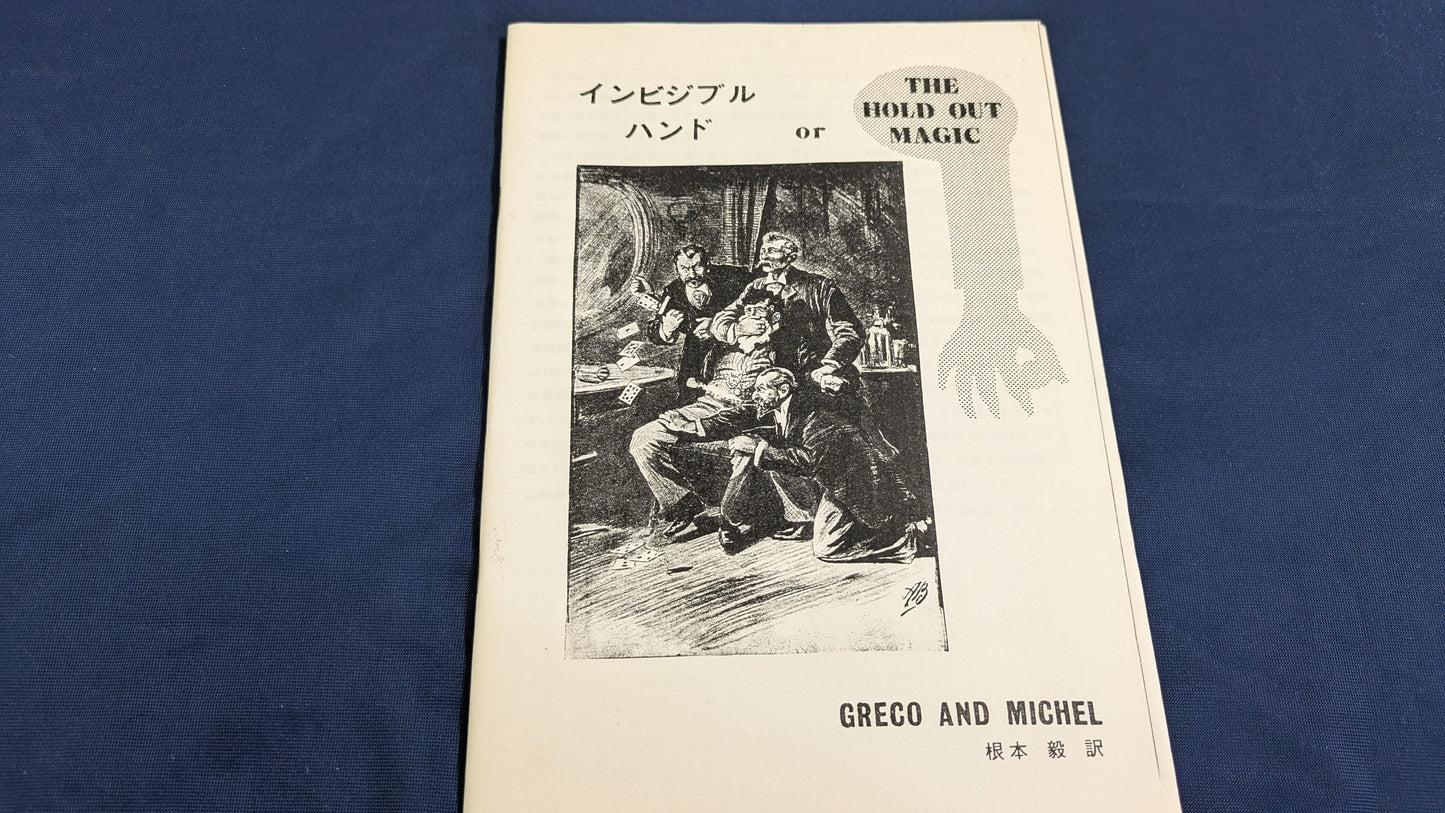 インビジブル
ハンド or
THE
HOLD OUT
MAGIC
GRECO AND MICHEL
根本 毅 訳